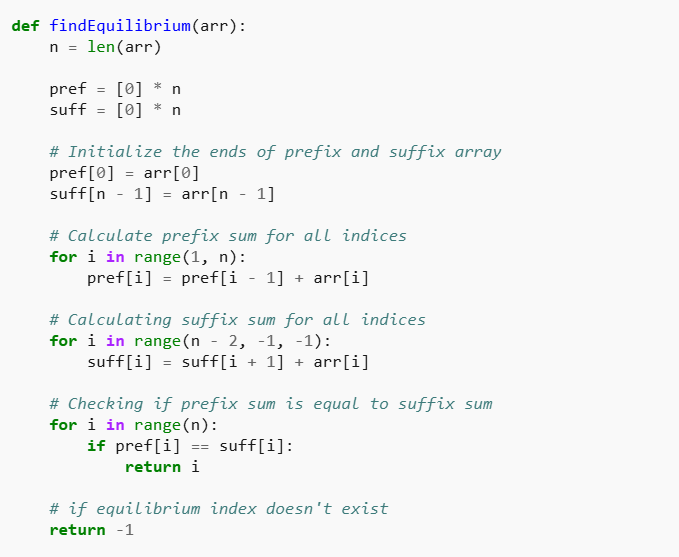 def findEquilibrium(arr):
    n = len(arr)

    pref = [0] * n
    suff = [0] * n

    # Initialize the ends of prefix and suffix array
    pref[0] = arr[0]
    suff[n - 1] = arr[n - 1]

    # Calculate prefix sum for all indices
    for i in range(1, n):
        pref[i] = pref[i - 1] + arr[i]

    # Calculating suffix sum for all indices
    for i in range(n - 2, -1, -1):
        suff[i] = suff[i + 1] + arr[i]

    # Checking if prefix sum is equal to suffix sum
    for i in range(n):
        if pref[i] == suff[i]:
            return i

    # if equilibrium index doesn't exist
    return -1